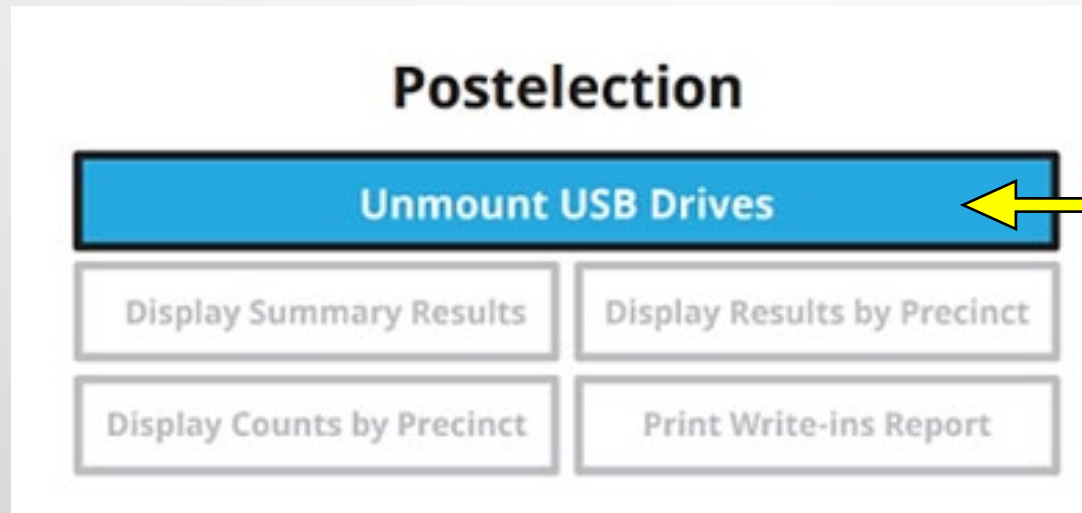 Postelection
Unmount USB Drives
Display Summary Results
Display Results by Precinct
Display Counts by Precinct
Print Write-ins Report